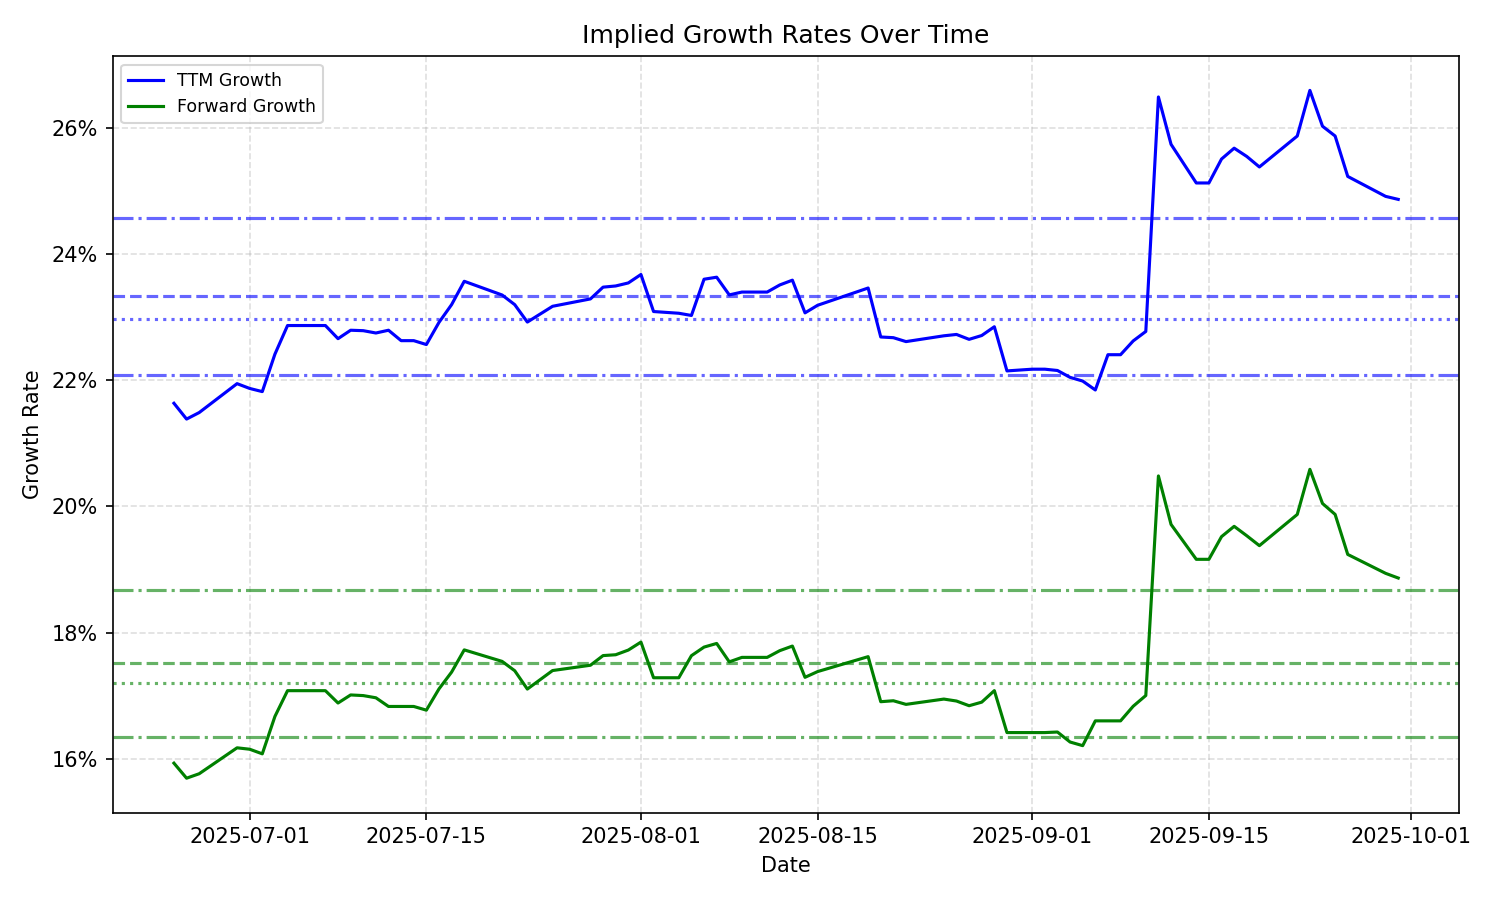 Implied Growth Rates Over Time
TTM Growth
Forward Growth
26%
24%
22%
20%
18%
16%
Growth Rate
2025-07-01
2025-07-15
2025-08-01
2025-08-15
2025-09-01
2025-09-15
2025-10-01
Date